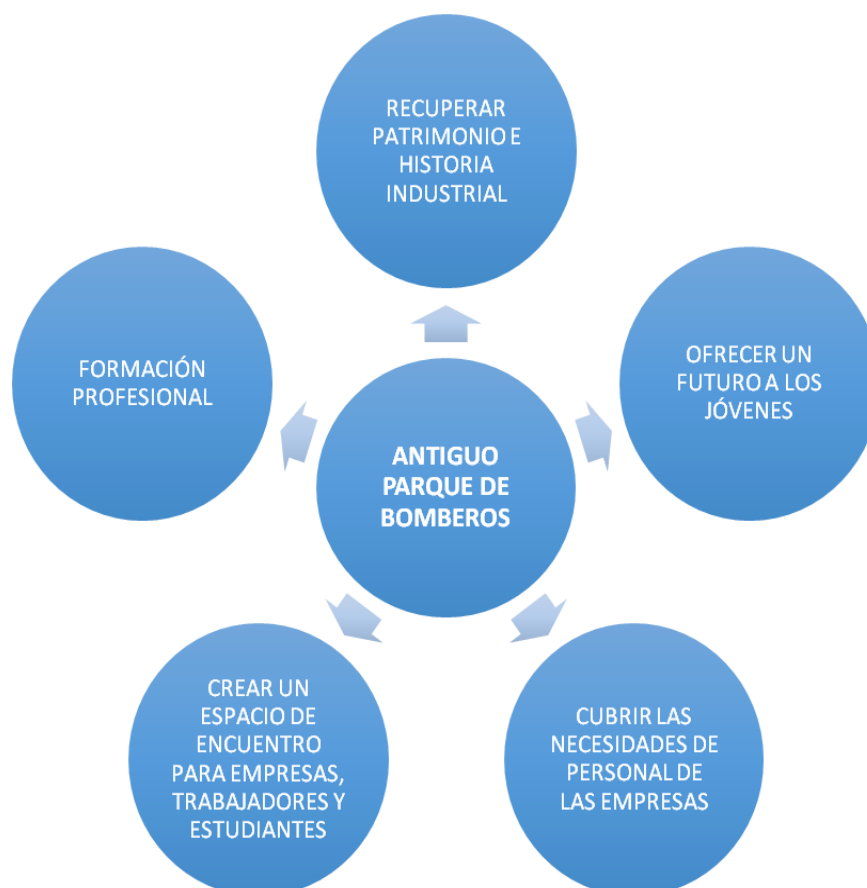 RECUPERAR
PATRIMONIO E
HISTORIA
INDUSTRIAL
FORMACIÓN
PROFESIONAL
OFRECER UN
FUTURO A LOS
JÓVENES
ANTIGUO
PARQUE DE
BOMBEROS
CREAR UN
ESPACIO DE
ENCUENTRO
PARA EMPRESAS,
TRABAJADORES Y
ESTUDIANTES
CUBRIR LAS
NECESIDADES DE
PERSONAL DE
LAS EMPRESAS